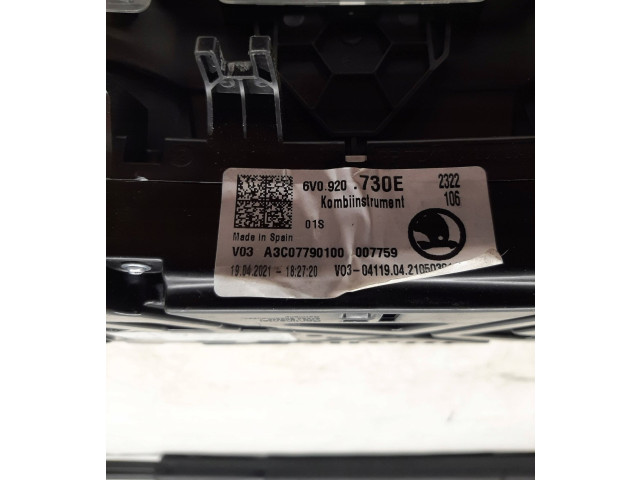 6V0.920 .730E 2322
Kombiinstrument 106
01S
Made in Spain
V03 A3C07790100 007759
19.04.2021 - 18:27:20 V03-04119.04.2105030